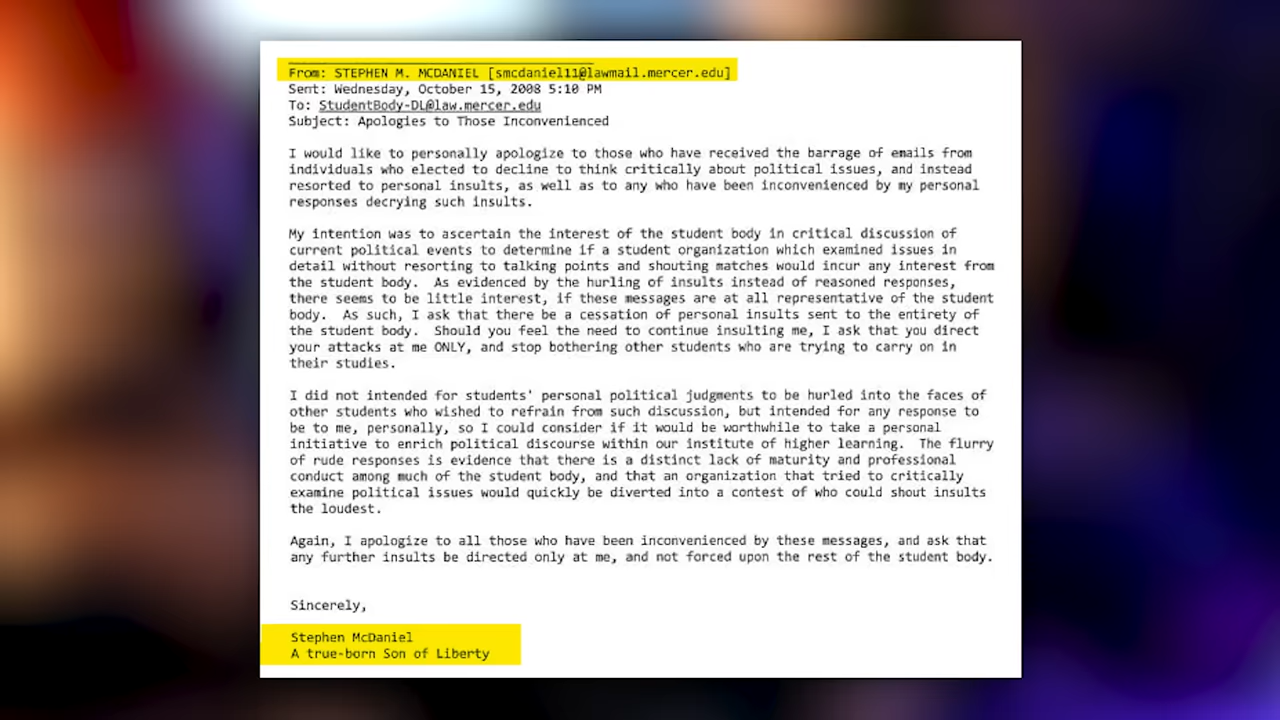 From: STEPHEN M. MCDANIEL [smcdaniel11@lawmail.mercer.edu]
Sent: Wednesday, October 15, 2008 5:10 PM
To: StudentBody-DL@law.mercer.edu
Subject: Apologies to Those Inconvenienced
I would like to personally apologize to those who have received the barrage of emails from
individuals who elected to decline to think critically about political issues, and instead
resorted to personal insults, as well as to any who have been inconvenienced by my personal
responses decrying such insults.
My intention was to ascertain the interest of the student body in critical discussion of
current political events to determine if a student organization which examined issues in
detail without resorting to talking points and shouting matches would incur any interest from
the student body.  As evidenced by the hurling of insults instead of reasoned responses,
there seems to be little interest, if these messages are at all representative of the student
body.  As such, I ask that there be a cessation of personal insults sent to the entirety of
the student body.  Should you feel the need to continue insulting me, I ask that you direct
your attacks at me ONLY, and stop bothering other students who are trying to carry on in
their studies.
I did not intended for students' personal political judgments to be hurled into the faces of
other students who wished to refrain from such discussion, but intended for any response to
be to me, personally, so I could consider if it would be worthwhile to take a personal
initiative to enrich political discourse within our institute of higher learning.  The flurry
of rude responses is evidence that there is a distinct lack of maturity and professional
conduct among much of the student body, and that an organization that tried to critically
examine political issues would quickly be diverted into a contest of who could shout insults
the loudest.
Again, I apologize to all those who have been inconvenienced by these messages, and ask that
any further insults be directed only at me, and not forced upon the rest of the student body.
Sincerely,
Stephen McDaniel
A true-born Son of Liberty